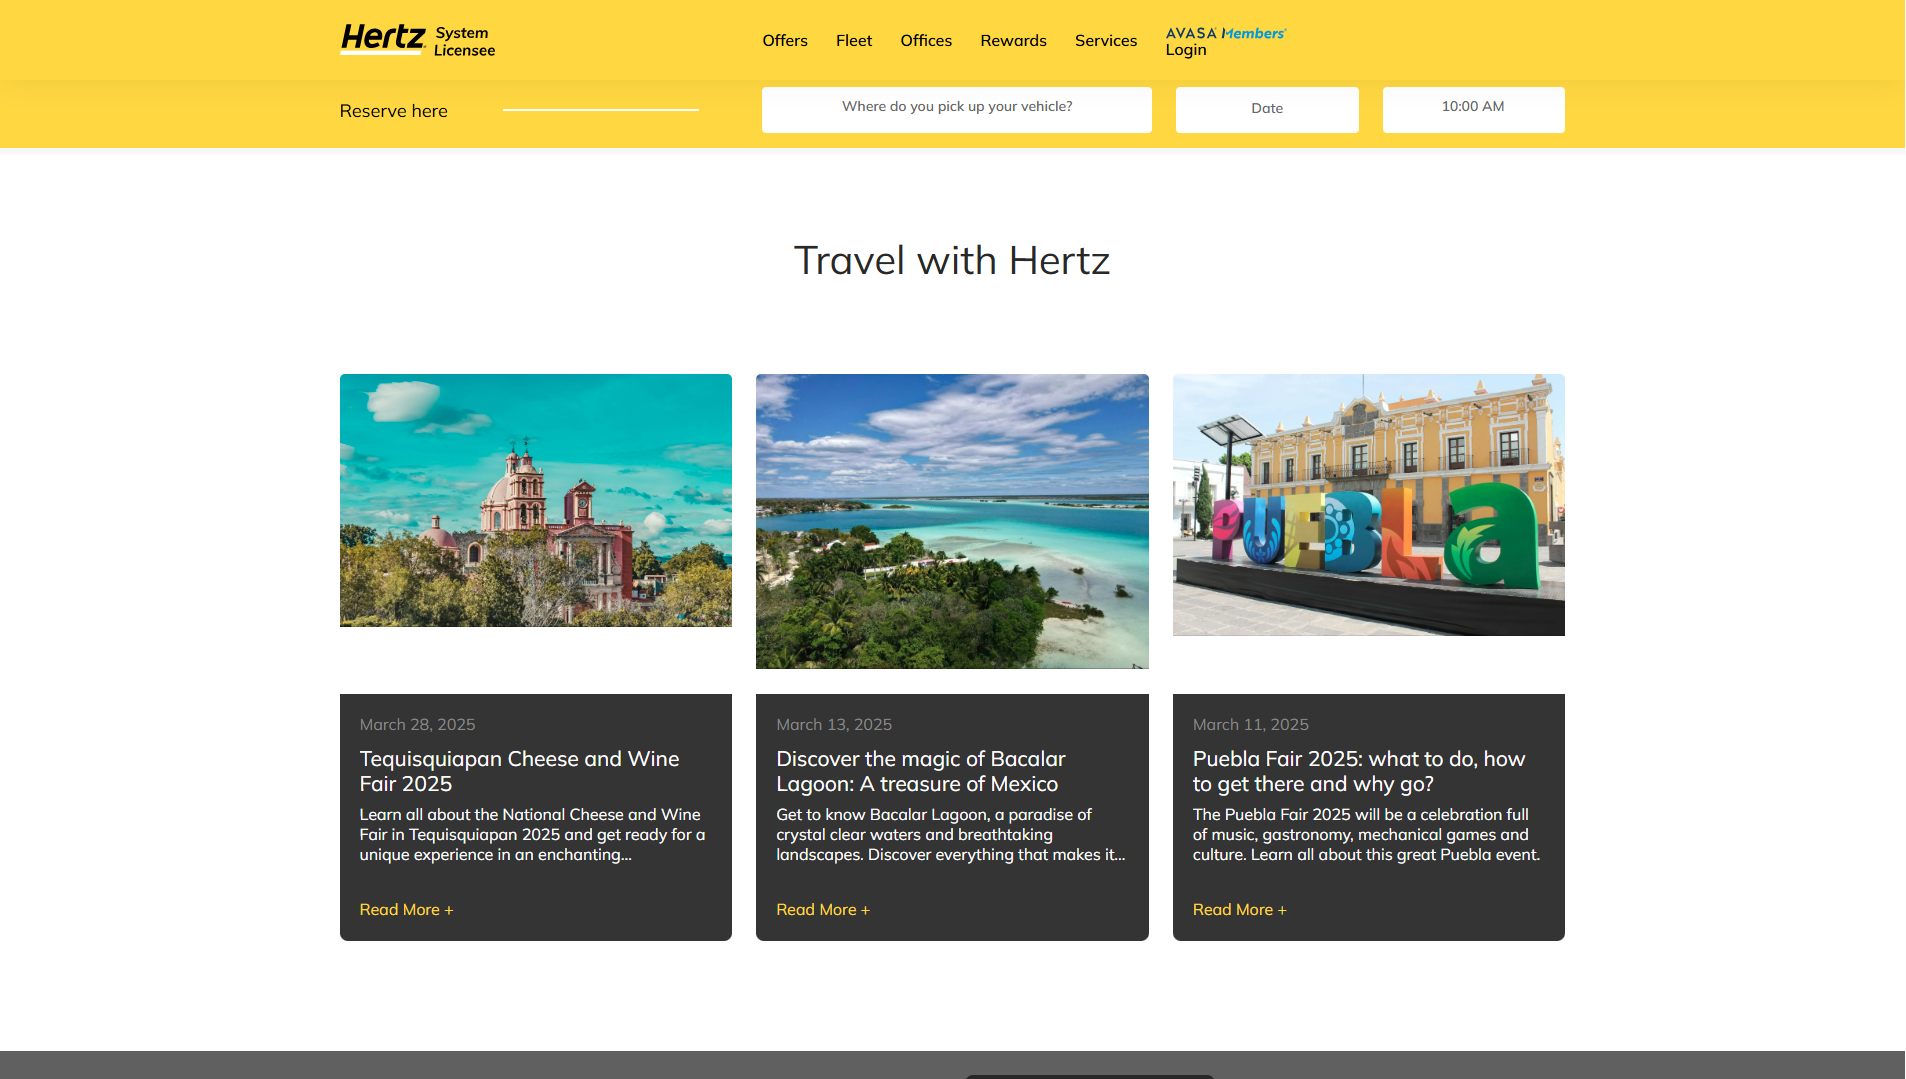 Hertz System
Licensee
Offers
Fleet
Offices
Rewards
Services
AVASA Members
Login
Reserve here
Where do you pick up your vehicle?
Date
10:00 AM
Travel with Hertz
PUEBLa
March 28, 2025
Tequisquiapan Cheese and Wine
Fair 2025
Learn all about the National Cheese and Wine
Fair in Tequisquiapan 2025 and get ready for a
unique experience in an enchanting...
Read More +
March 13, 2025
Discover the magic of Bacalar
Lagoon: A treasure of Mexico
Get to know Bacalar Lagoon, a paradise of
crystal clear waters and breathtaking
landscapes. Discover everything that makes it...
Read More +
March 11, 2025
Puebla Fair 2025: what to do, how
to get there and why go?
The Puebla Fair 2025 will be a celebration full
of music, gastronomy, mechanical games and
culture. Learn all about this great Puebla event.
Read More +